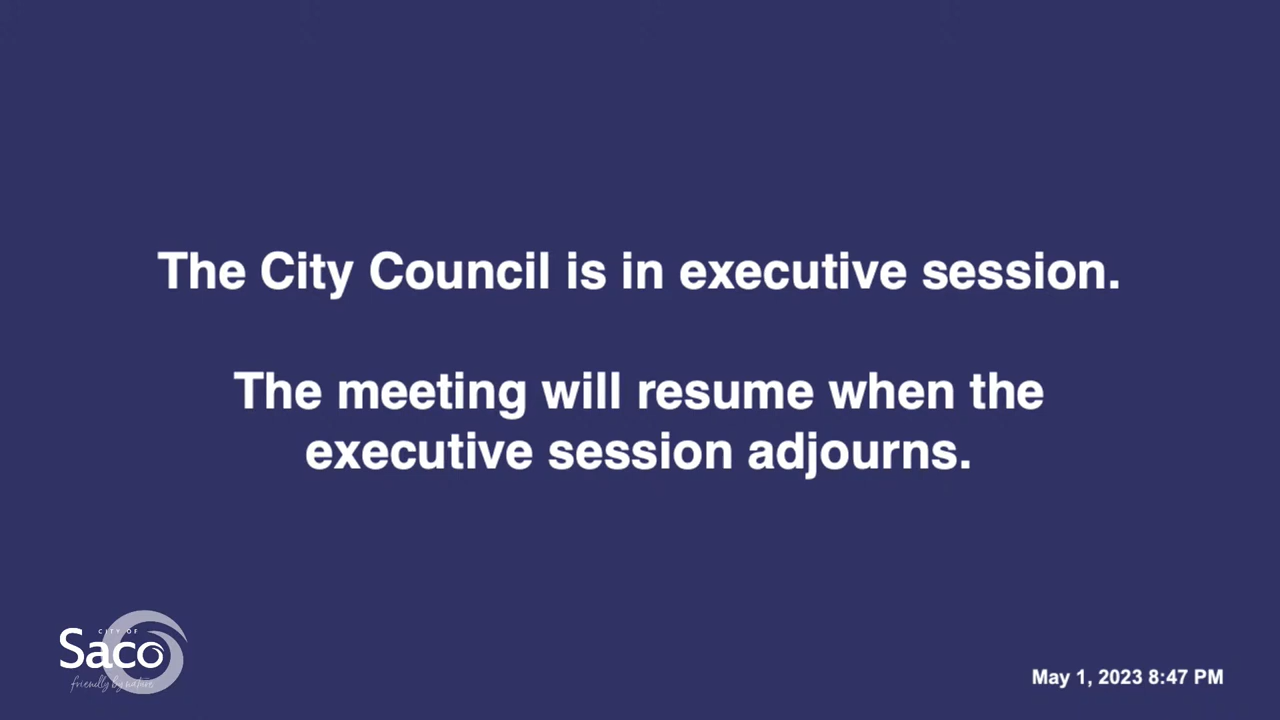 The City Council is in executive session.
The meeting will resume when the
executive session adjourns.
CITY OF
Saco
friendly by nature
May 1, 2023 8:47 PM